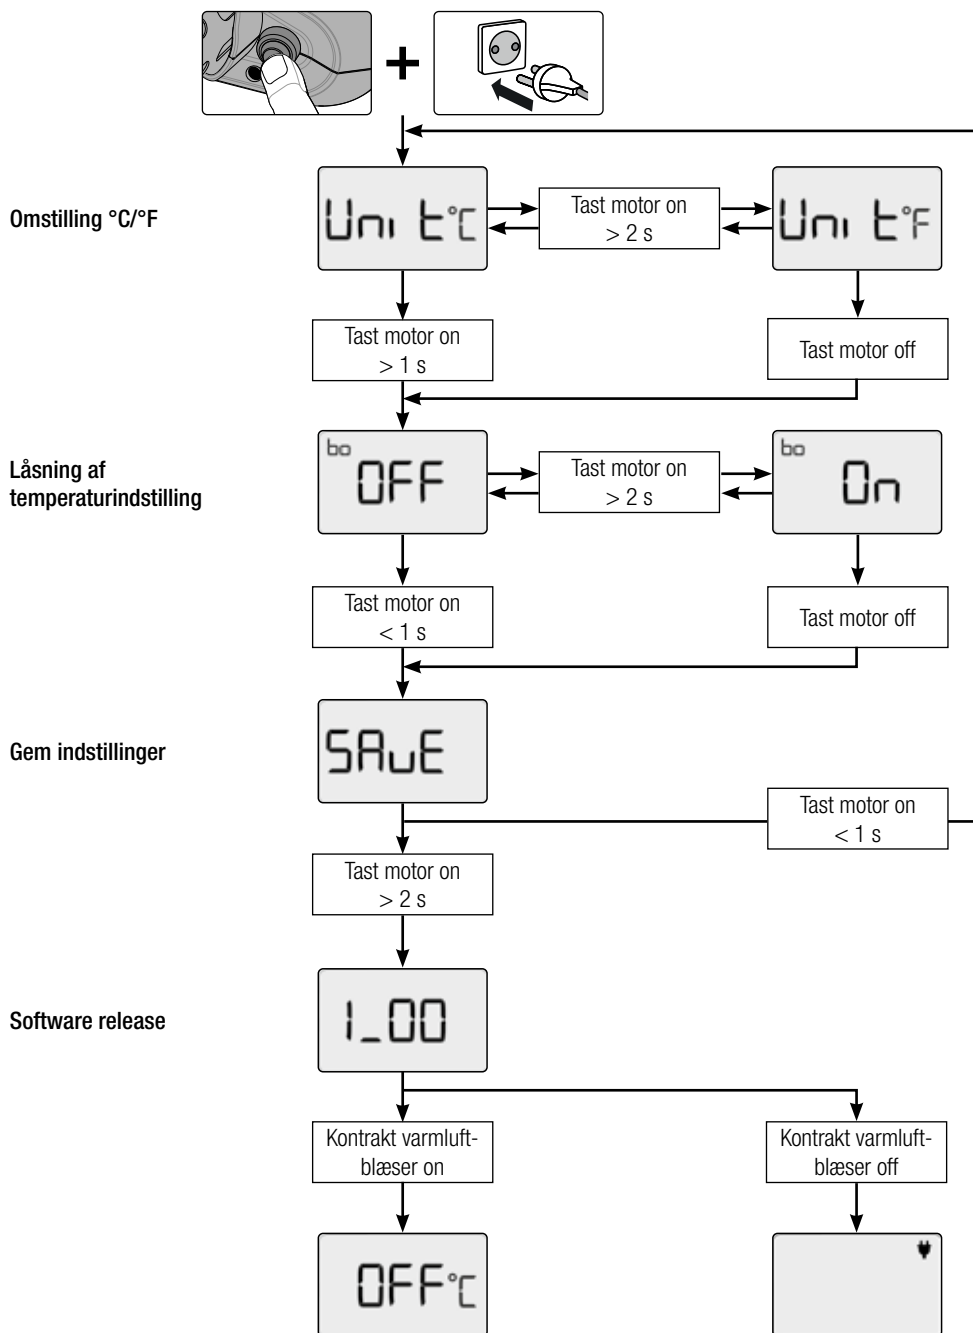 Omstilling °C/°F
Unit°C
Tast motor on
> 2 s
Unit°F
Tast motor on
> 1 s
Tast motor off
Låsning af
temperaturindstilling
bo
OFF
Tast motor on
> 2 s
bo
On
Tast motor on
< 1 s
Tast motor off
Gem indstillinger
SAvE
Tast motor on
< 1 s
Tast motor on
> 2 s
Software release
1_00
Kontrakt varmluft-
blæser on
Kontrakt varmluft-
blæser off
OFF°C